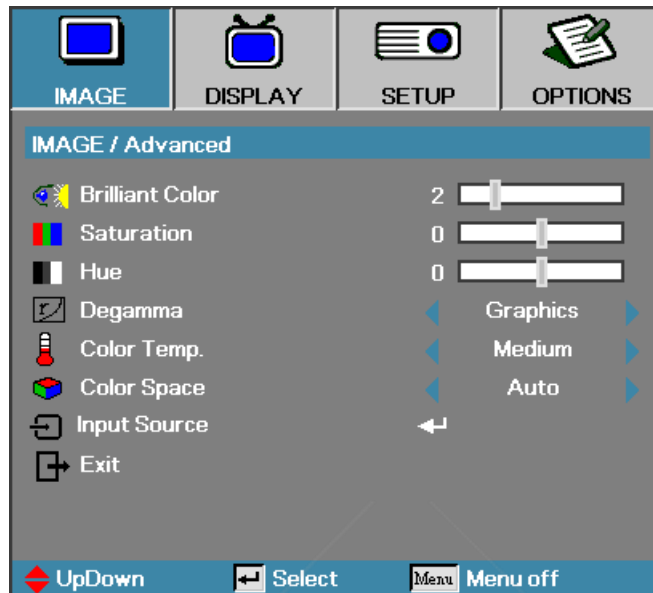 IMAGE DISPLAY SETUP OPTIONS
IMAGE / Advanced
Brilliant Color 2
Saturation 0
Hue 0
Degamma Graphics
Color Temp. Medium
Color Space Auto
Input Source
Exit
UpDown Select Menu Menu off